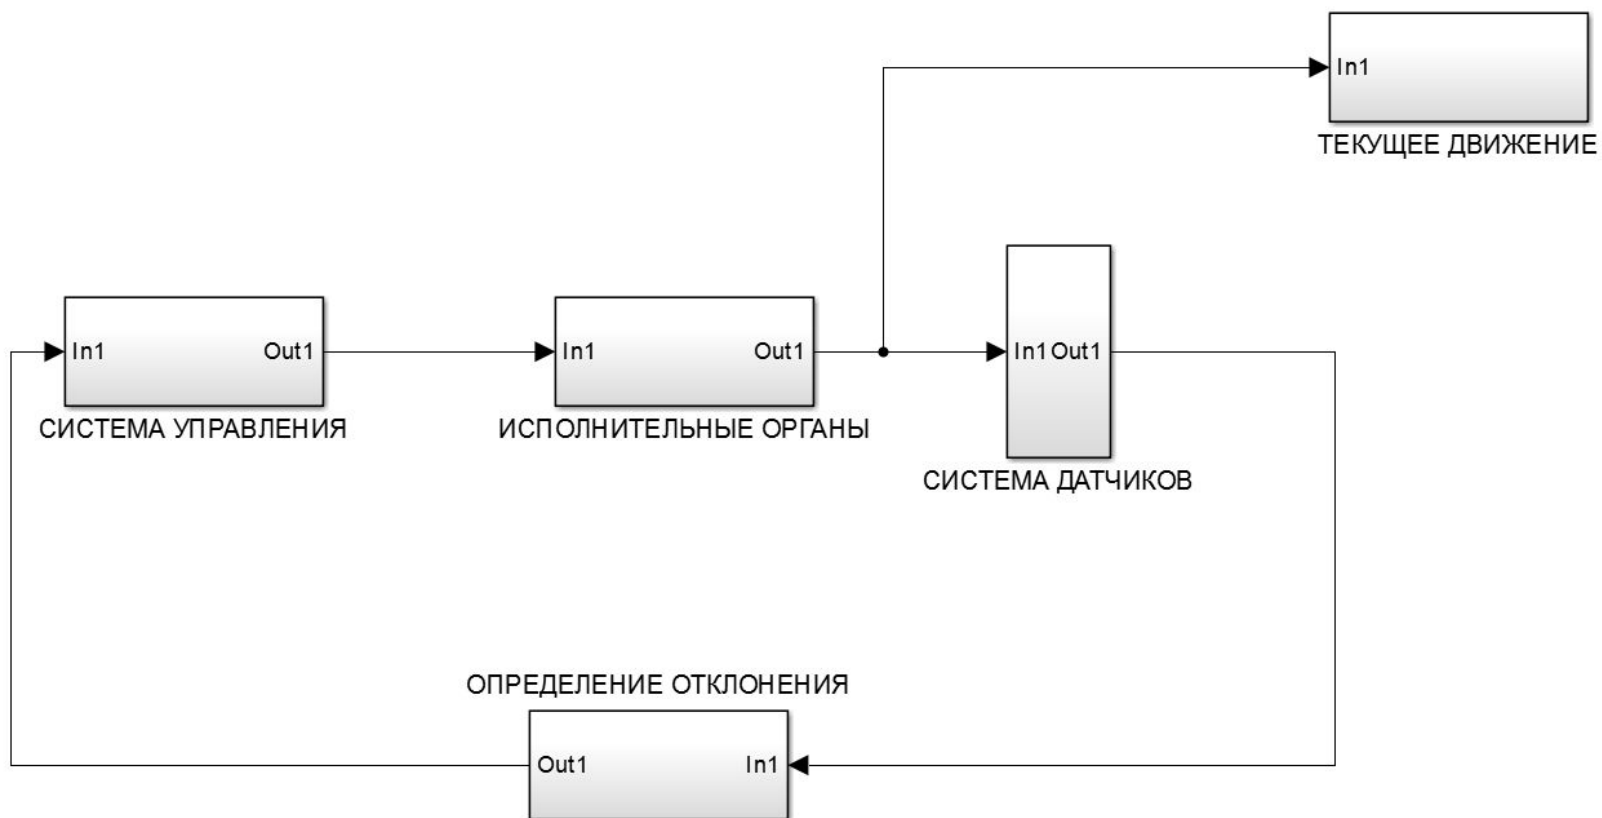 In1
ТЕКУЩЕЕ ДВИЖЕНИЕ
In1 Out1
СИСТЕМА УПРАВЛЕНИЯ
In1 Out1
ИСПОЛНИТЕЛЬНЫЕ ОРГАНЫ
In1 Out1
СИСТЕМА ДАТЧИКОВ
ОПРЕДЕЛЕНИЕ ОТКЛОНЕНИЯ
Out1 In1